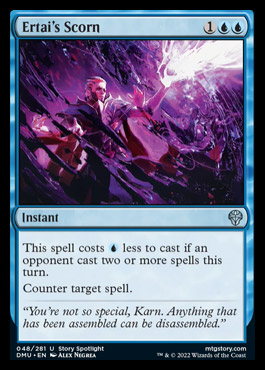 Ertai's Scorn 1
Instant
This spell costs less to cast if an
opponent cast two or more spells this
turn.
Counter target spell.
"You're not so special, Karn. Anything that
has been assembled can be disassembled."
048/281 U Story Spotlight mtgstory.com
DMU • EN Alex Negrea ™ & © 2022 Wizards of the Coast